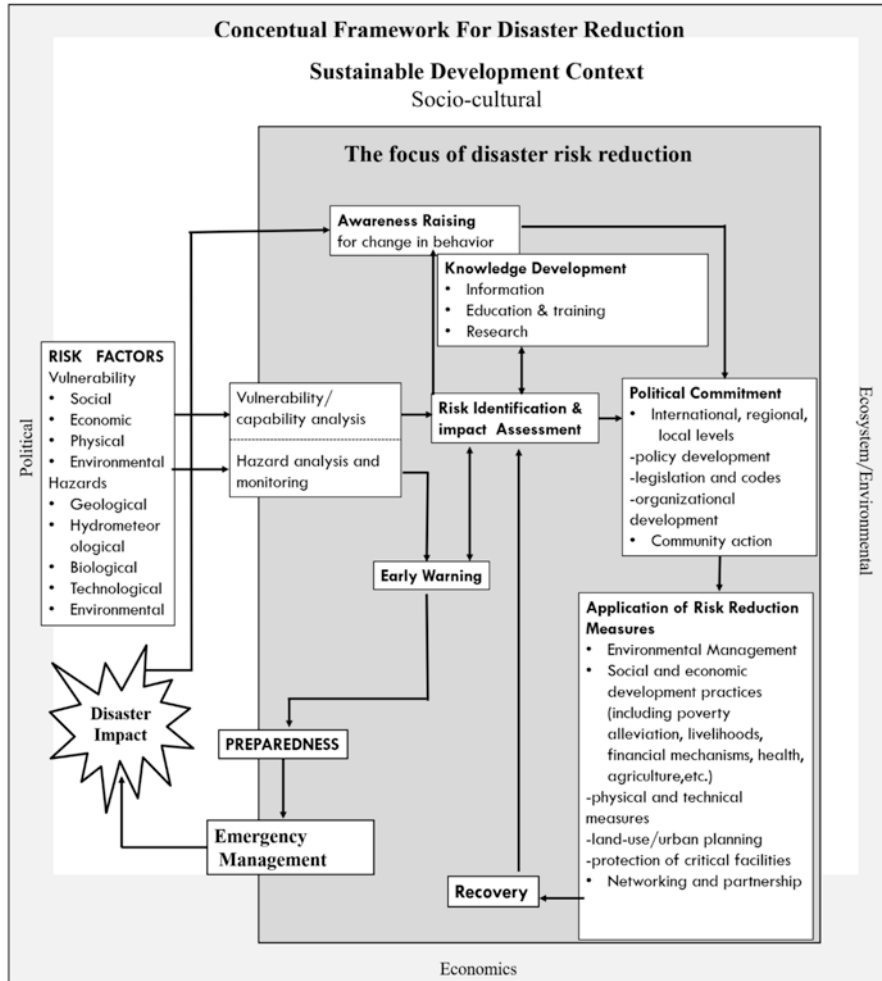 Conceptual Framework For Disaster Reduction
Sustainable Development Context
Socio-cultural
The focus of disaster risk reduction
Awareness Raising
for change in behavior
Knowledge Development
• Information
• Education & training
• Research
RISK FACTORS
Vulnerability
• Social
• Economic
• Physical
• Environmental
Hazards
• Geological
• Hydrometeor
ological
• Biological
• Technological
• Environmental
Political
Vulnerability/
capability analysis
Hazard analysis and
monitoring
Risk Identification &
impact Assessment
Political Commitment
• International, regional,
local levels
-policy development
-legislation and codes
-organizational
development
• Community action
Ecosystem/Environmental
Early Warning
Application of Risk Reduction
Measures
• Environmental Management
• Social and economic
development practices
(including poverty
alleviation, livelihoods,
financial mechanisms, health,
agriculture,etc.)
-physical and technical
measures
-land-use/urban planning
-protection of critical facilities
• Networking and partnership
Disaster
Impact
PREPAREDNESS
Emergency
Management
Recovery
Economics